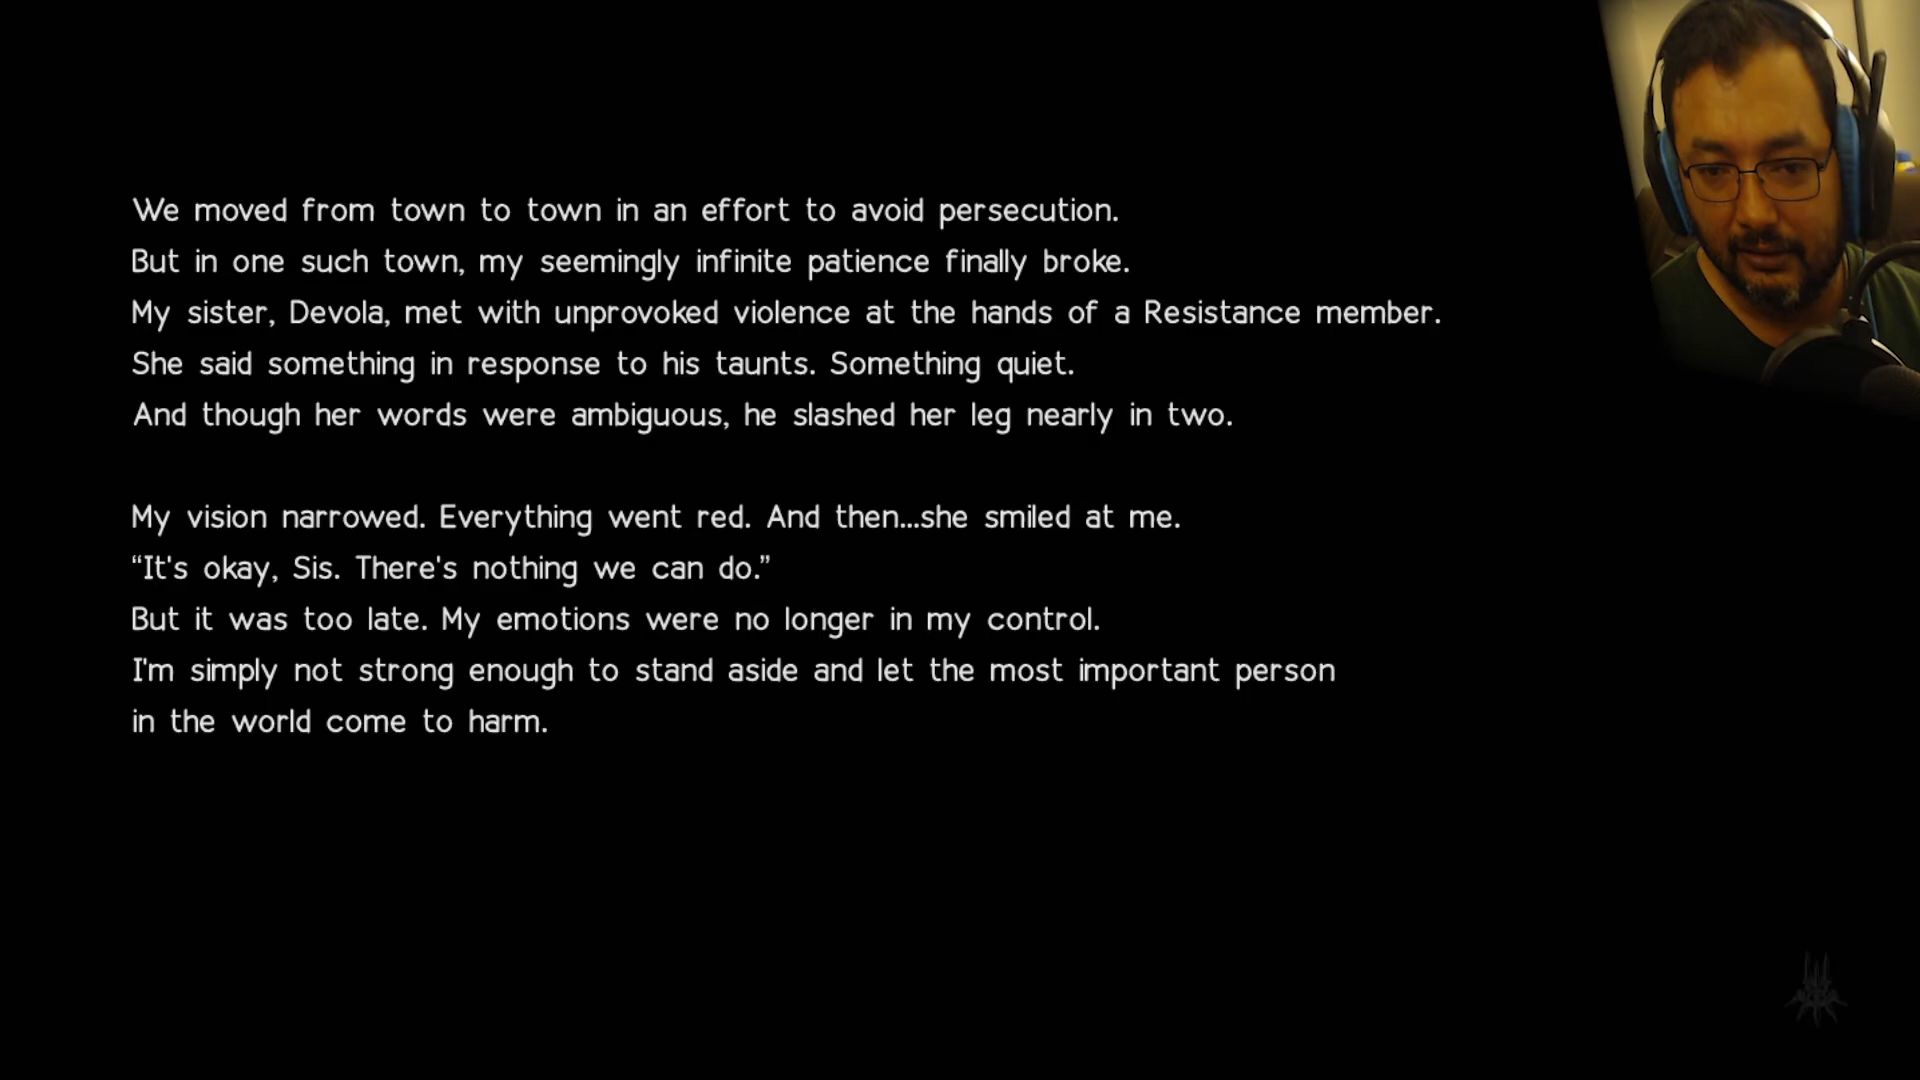 We moved from town to town in an effort to avoid persecution.
But in one such town, my seemingly infinite patience finally broke.
My sister, Devola, met with unprovoked violence at the hands of a Resistance member.
She said something in response to his taunts. Something quiet.
And though her words were ambiguous, he slashed her leg nearly in two.
My vision narrowed. Everything went red. And then...she smiled at me.
“It's okay, Sis. There's nothing we can do.”
But it was too late. My emotions were no longer in my control.
I'm simply not strong enough to stand aside and let the most important person
in the world come to harm.